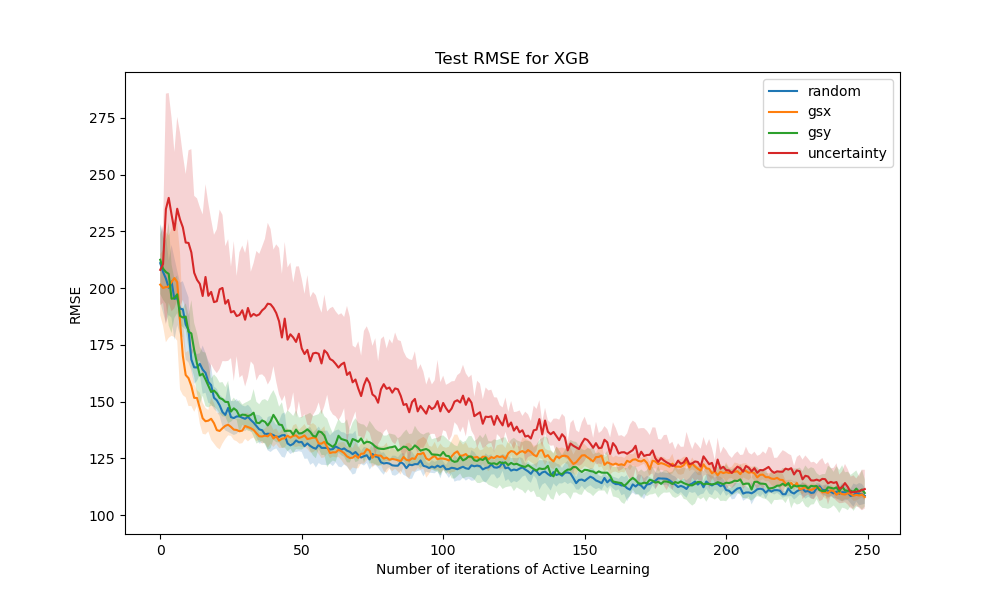 Test RMSE for XGB
random
gsx
gsy
uncertainty
RMSE
275
250
225
200
175
150
125
100
0 50 100 150 200 250
Number of iterations of Active Learning